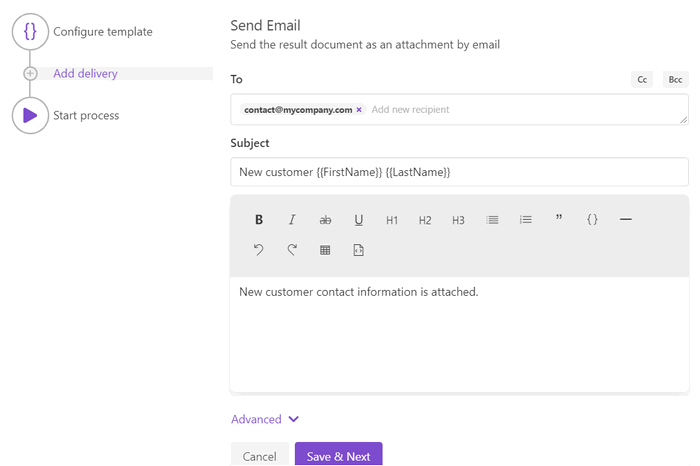 {} Configure template
Add delivery
Start process
Send Email
Send the result document as an attachment by email
To
Cc
Bcc
contact@mycompany.com × Add new recipient
Subject
New customer {{FirstName}} {{LastName}}
B I ab U H1 H2 H3 ” {} —
New customer contact information is attached.
Advanced
Cancel
Save & Next